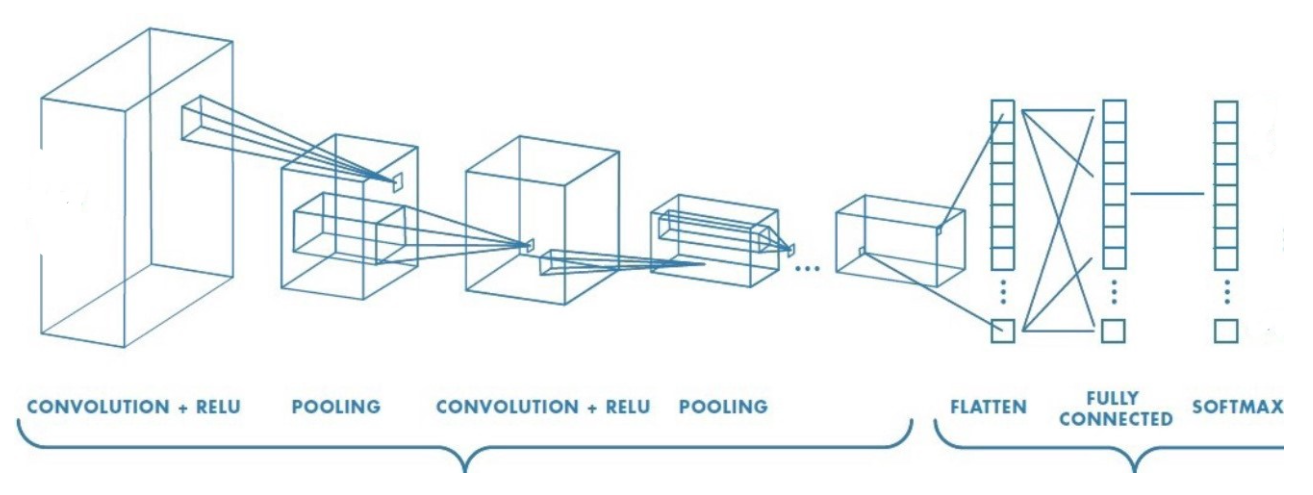 CONVOLUTION + RELU
POOLING
CONVOLUTION + RELU
POOLING
FLATTEN
FULLY
CONNECTED
SOFTMAX